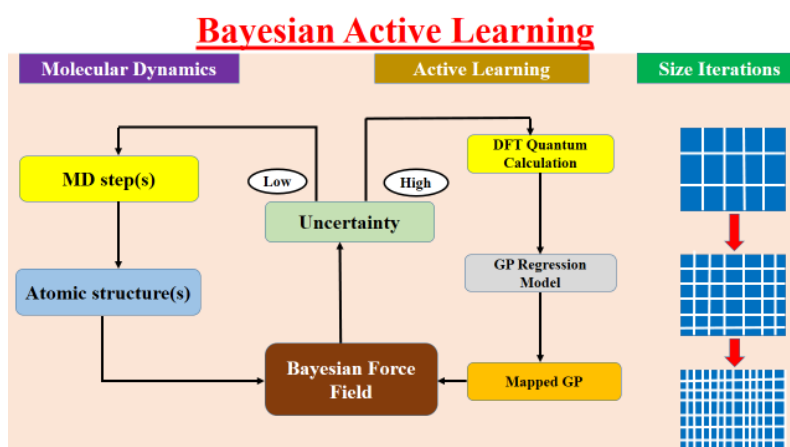 Bayesian Active Learning
Molecular Dynamics
Active Learning
Size Iterations
DFT Quantum
Calculation
MD step(s)
Low
High
Uncertainty
GP Regression
Model
Atomic structure(s)
Bayesian Force
Field
Mapped GP